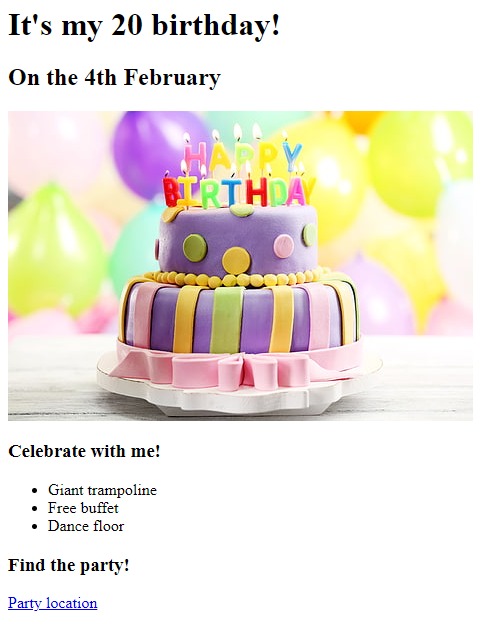 It's my 20 birthday!
On the 4th February
HAPPY
BIRTHDAY
Celebrate with me!
Giant trampoline
Free buffet
Dance floor
Find the party!
Party location